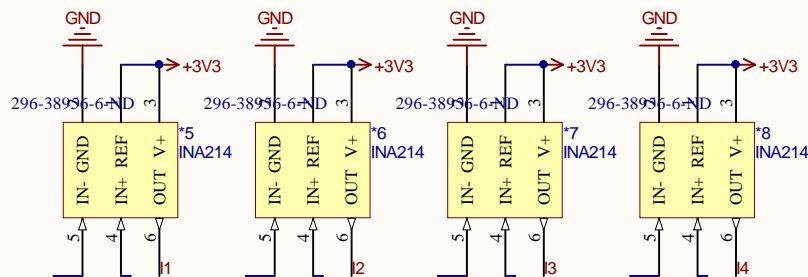 GND GND GND GND
+3V3 +3V3 +3V3 +3V3
296-38956-6-ND 296-38956-6-ND 296-38956-6-ND 296-38956-6-ND
3 3 3 3
*5 *6 *7 *8
INA214 INA214 INA214 INA214
GND REF V+ GND REF V+ GND REF V+ GND REF V+
IN- IN+ OUT IN- IN+ OUT IN- IN+ OUT IN- IN+ OUT
5 4 6 5 4 6 5 4 6 5 4 6
I1 I2 I3 I4